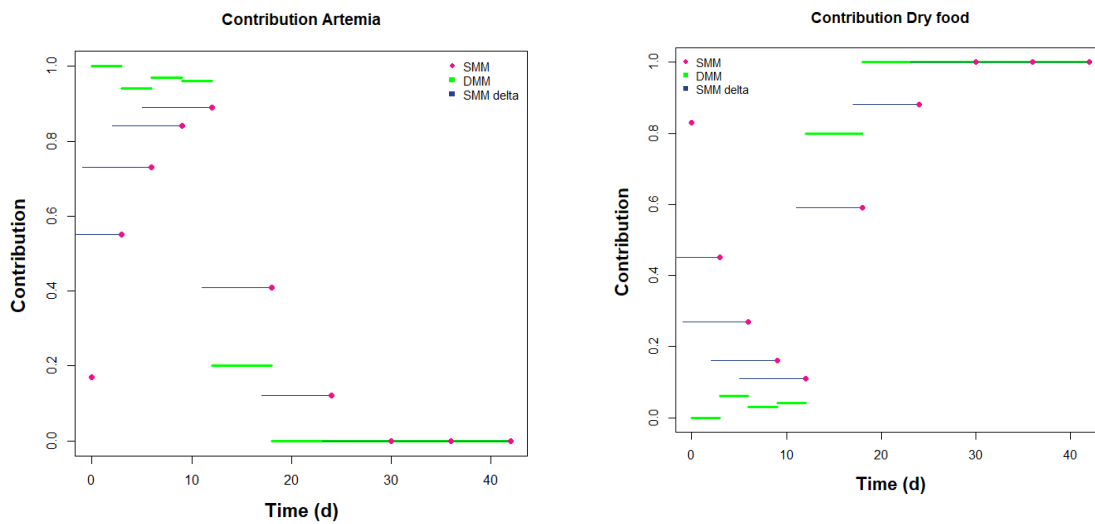 Contribution Artemia
SMM
DMM
SMM delta
Contribution
1.0
0.8
0.6
0.4
0.2
0.0
0 10 20 30 40
Time (d)
Contribution Dry food
SMM
DMM
SMM delta
Contribution
1.0
0.8
0.6
0.4
0.2
0.0
0 10 20 30 40
Time (d)